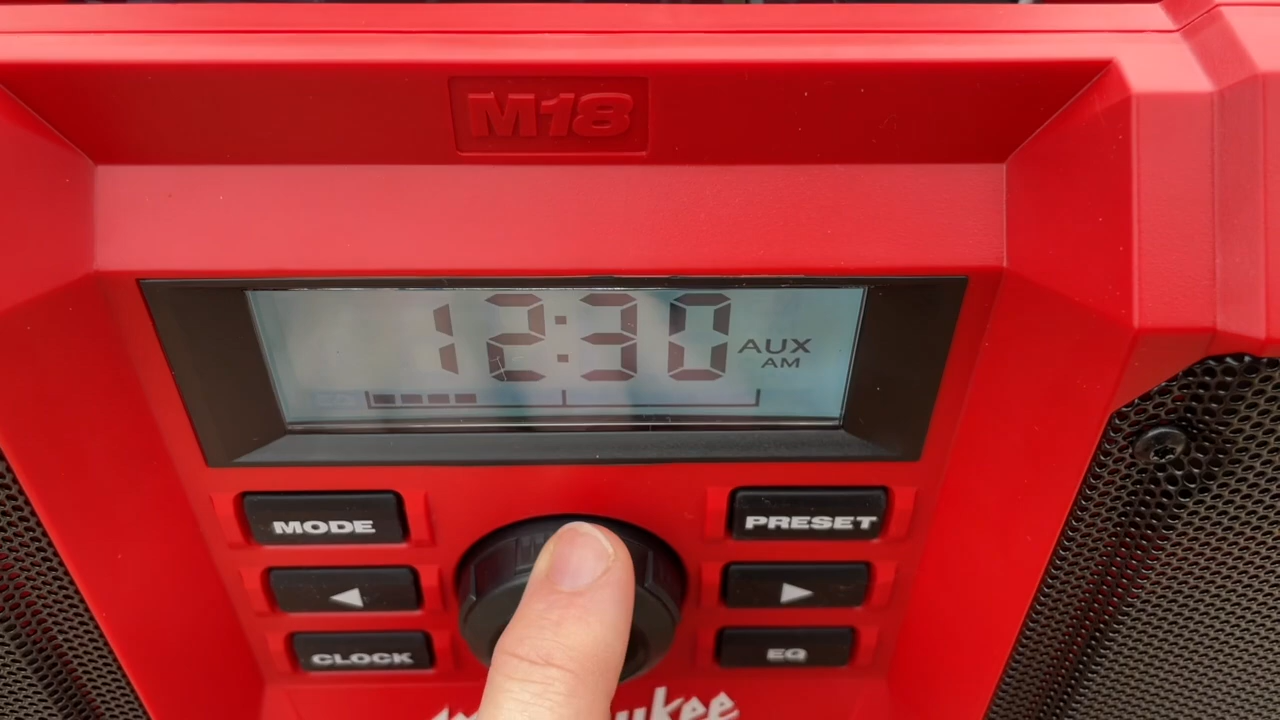 M18
12:30
AUX
AM
MODE
PRESET
◀
▶
CLOCK
EQ